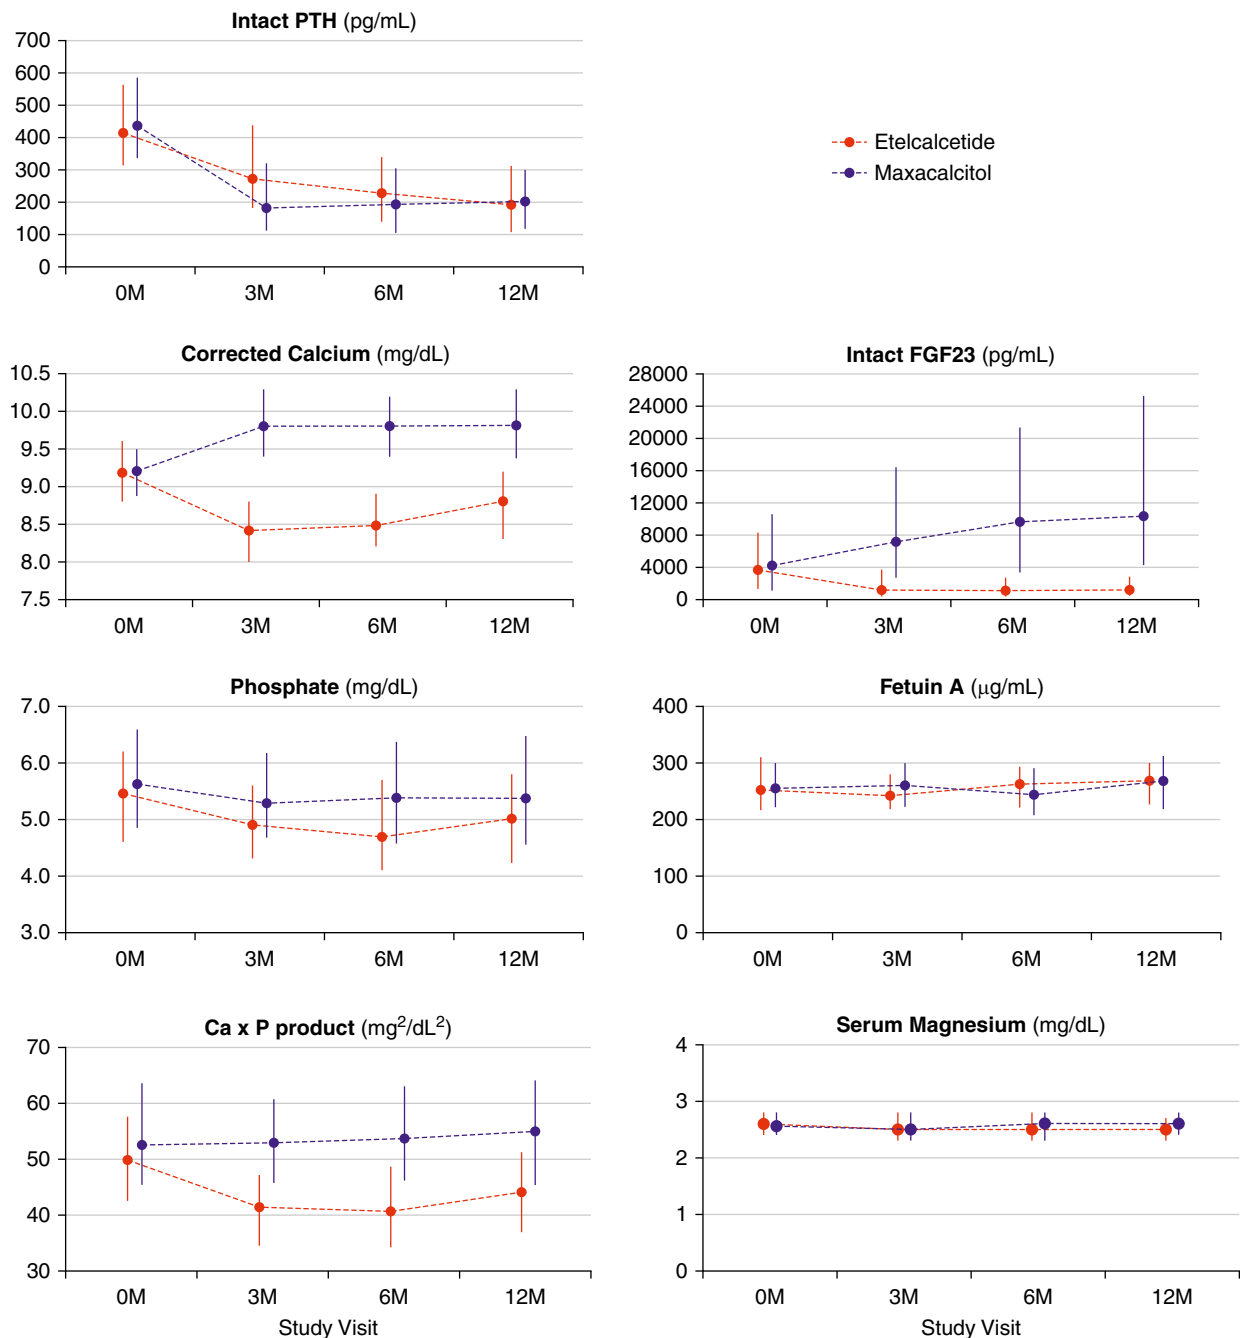 Intact PTH (pg/mL)
700
600
500
400
300
200
100
0
0M 3M 6M 12M
Etelcalcetide
Maxacalcitol
Corrected Calcium (mg/dL)
10.5
10.0
9.5
9.0
8.5
8.0
7.5
0M 3M 6M 12M
Intact FGF23 (pg/mL)
28000
24000
20000
16000
12000
8000
4000
0
0M 3M 6M 12M
Phosphate (mg/dL)
7.0
6.0
5.0
4.0
3.0
0M 3M 6M 12M
Fetuin A (μg/mL)
400
300
200
100
0
0M 3M 6M 12M
Ca x P product (mg²/dL²)
70
60
50
40
30
0M 3M 6M 12M
Study Visit
Serum Magnesium (mg/dL)
4
3
2
1
0
0M 3M 6M 12M
Study Visit